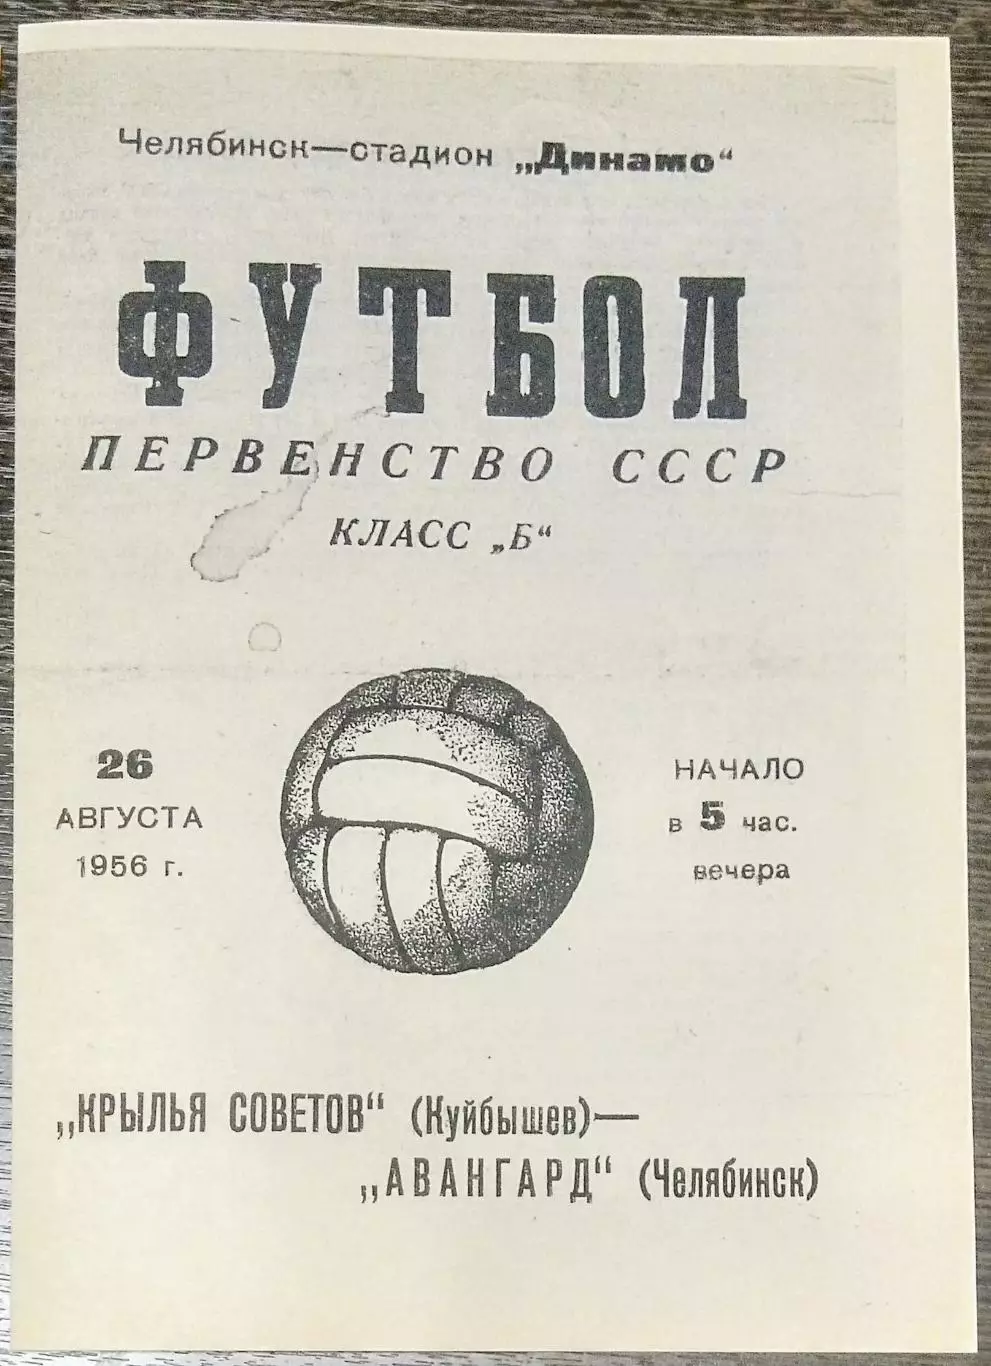 Челябинск—стадион „Динамо“
ФУТБОЛ
ПЕРВЕНСТВО СССР
КЛАСС „Б“
26
АВГУСТА
1956 г.
НАЧАЛО
в 5 час.
вечера
„КРЫЛЬЯ СОВЕТОВ“ (Куйбышев)—
„АВАНГАРД“ (Челябинск)